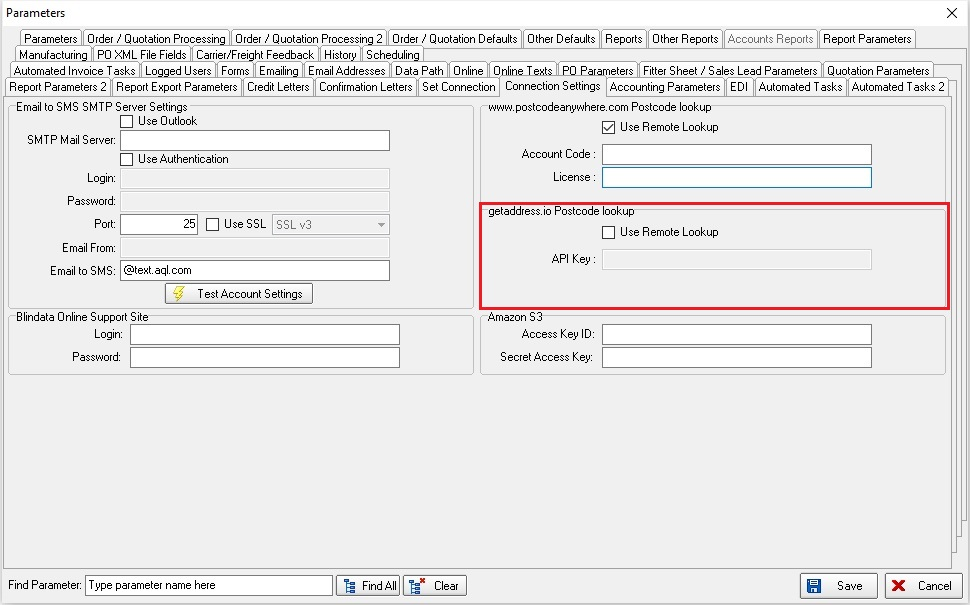 Parameters
Parameters Order / Quotation Processing Order / Quotation Processing 2 Order / Quotation Defaults Other Defaults Reports Other Reports Accounts Reports Report Parameters
Manufacturing PO XML File Fields Carrier/Freight Feedback History Scheduling
Automated Invoice Tasks Logged Users Forms Emailing Email Addresses Data Path Online Online Texts PO Parameters Fitter Sheet / Sales Lead Parameters Quotation Parameters
Report Parameters 2 Report Export Parameters Credit Letters Confirmation Letters Set Connection Connection Settings Accounting Parameters EDI Automated Tasks Automated Tasks 2
Email to SMS SMTP Server Settings
Use Outlook
SMTP Mail Server:
Use Authentication
Login:
Password:
Port: 25 Use SSL SSL v3
Email From:
Email to SMS: @text.aql.com
Test Account Settings
Blindata Online Support Site
Login:
Password:
www.postcodeanywhere.com Postcode lookup
Use Remote Lookup
Account Code :
License :
getaddress.io Postcode lookup
Use Remote Lookup
API Key :
Amazon S3
Access Key ID:
Secret Access Key:
Find Parameter: Type parameter name here Find All Clear Save Cancel